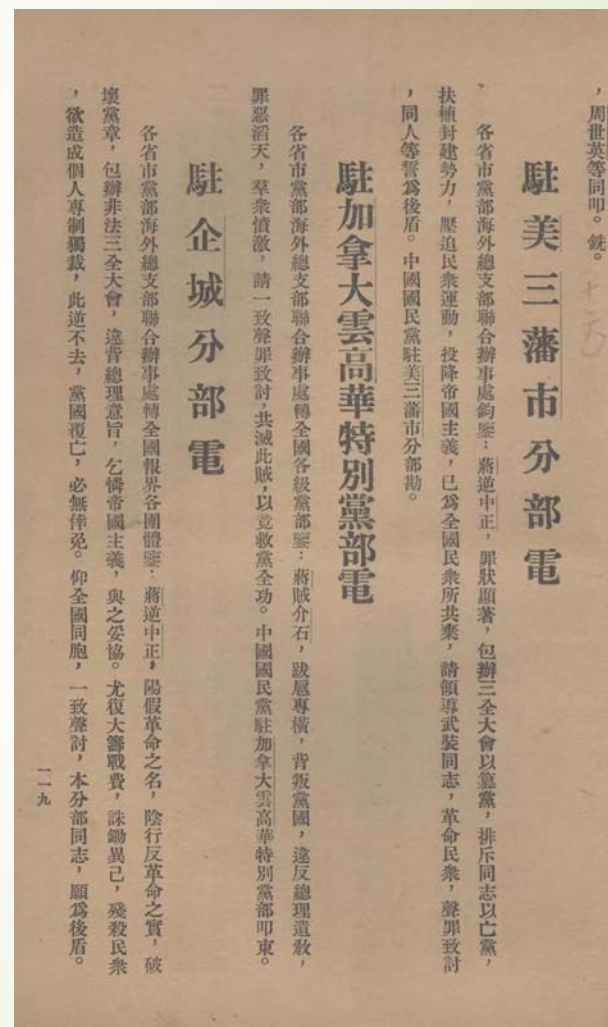 ，周世英等同叩。銑。
駐美三藩市分部電
各省市黨部海外總支部聯合辦事處鈞鑒：蔣逆中正，罪狀顯著，包辦三全大會以篡黨，排斥同志以亡黨，
扶植封建勢力，壓迫民衆運動，投降帝國主義，已爲全國民衆所共棄，請領導武裝同志，革命民衆，聲罪致討
，同人等誓爲後盾。中國國民黨駐美三藩市分部勘。
駐加拿大雲高華特別黨部電
各省市黨部海外總支部聯合辦事處轉全國各級黨部鑒：蔣賊介石，跋扈專橫，背叛黨國，違反總理遺敎，
罪惡滔天，羣衆憤激，請一致聲罪致討，共滅此賊，以竟救黨全功。中國國民黨駐加拿大雲高華特別黨部叩東。
駐企城分部電
各省市黨部海外總支部聯合辦事處轉全國報界各團體鑒：蔣逆中正，陽假革命之名，陰行反革命之實，破
壞黨章，包辦非法三全大會，違背總理意旨，乞憐帝國主義，與之妥協。尤復大籌戰費，誅鋤異己，殘殺民衆
，欲造成個人專制獨裁，此逆不去，黨國覆亡，必無倖免。仰全國同胞，一致聲討，本分部同志，願爲後盾。
一一九